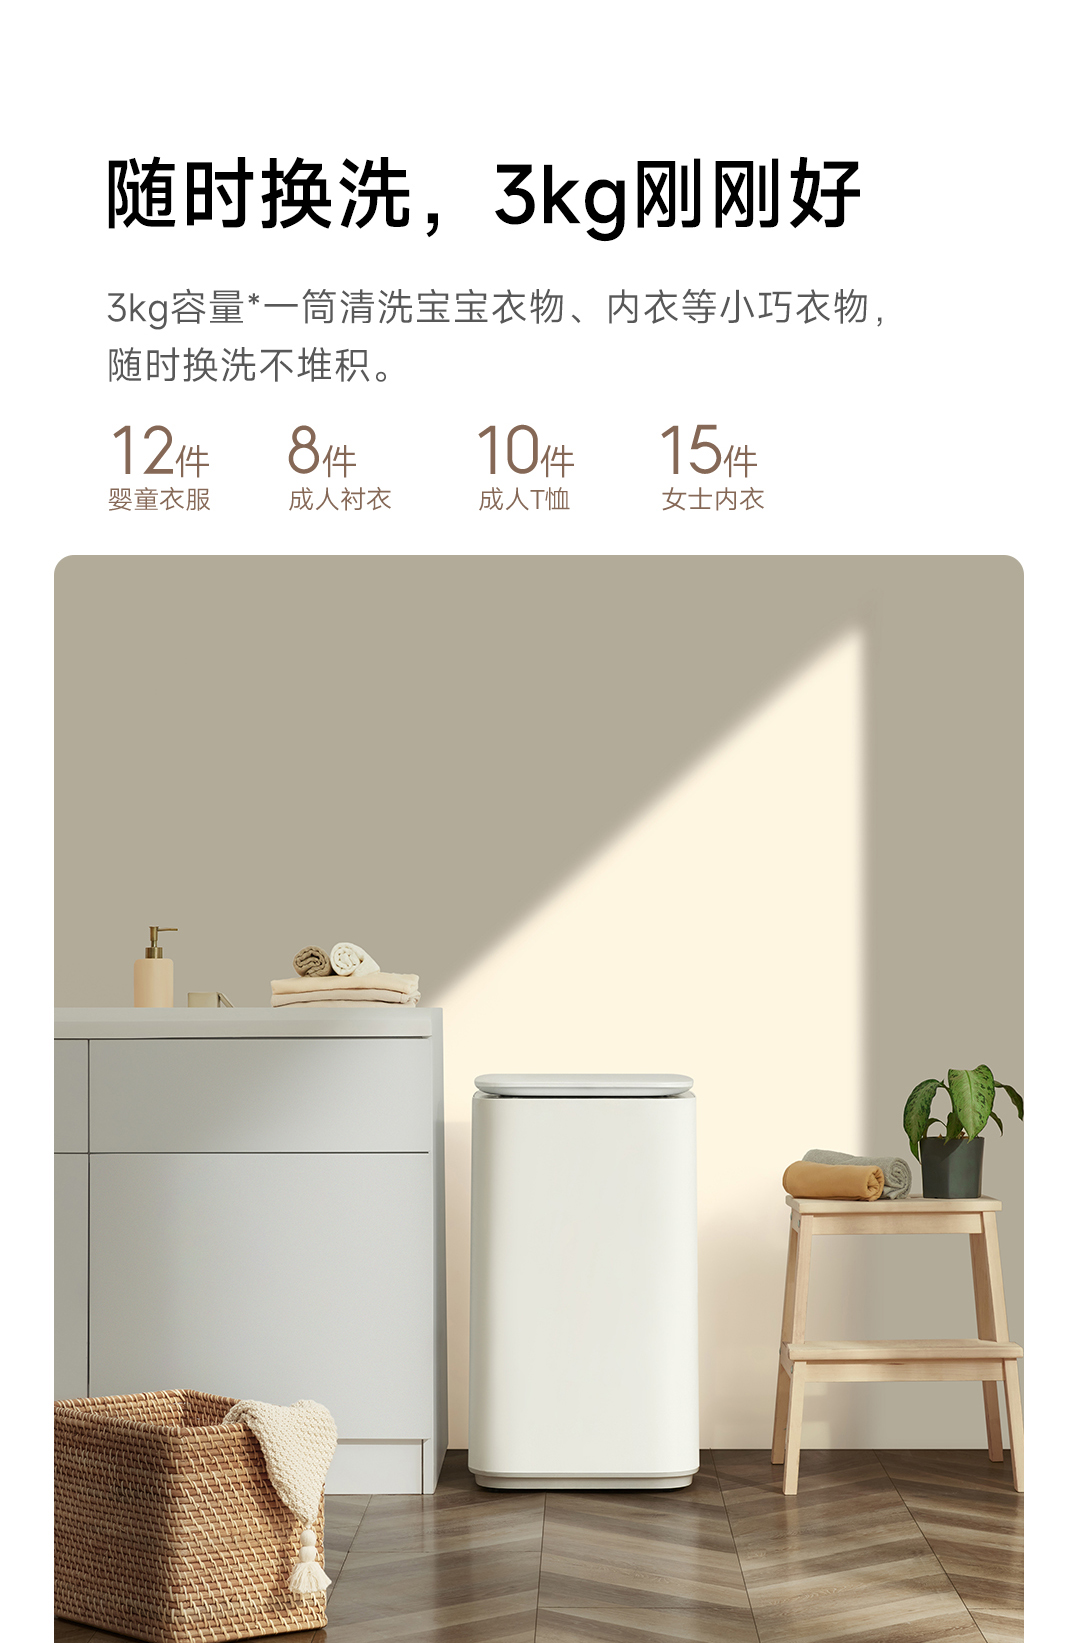 随时换洗，3kg刚刚好
3kg容量*一筒清洗宝宝衣物、内衣等小巧衣物，
随时换洗不堆积。
12件 8件 10件 15件
婴童衣服 成人衬衣 成人T恤 女士内衣